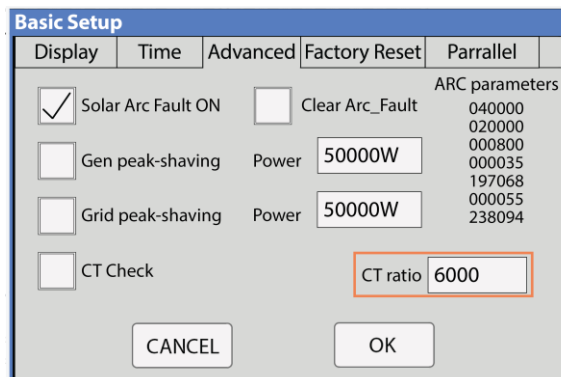 Basic Setup
Display Time Advanced Factory Reset Parrallel
ARC parameters
Solar Arc Fault ON Clear Arc_Fault
040000
020000
000800
000035
197068
000055
238094
Gen peak-shaving Power 50000W
Grid peak-shaving Power 50000W
CT Check CT ratio 6000
CANCEL OK